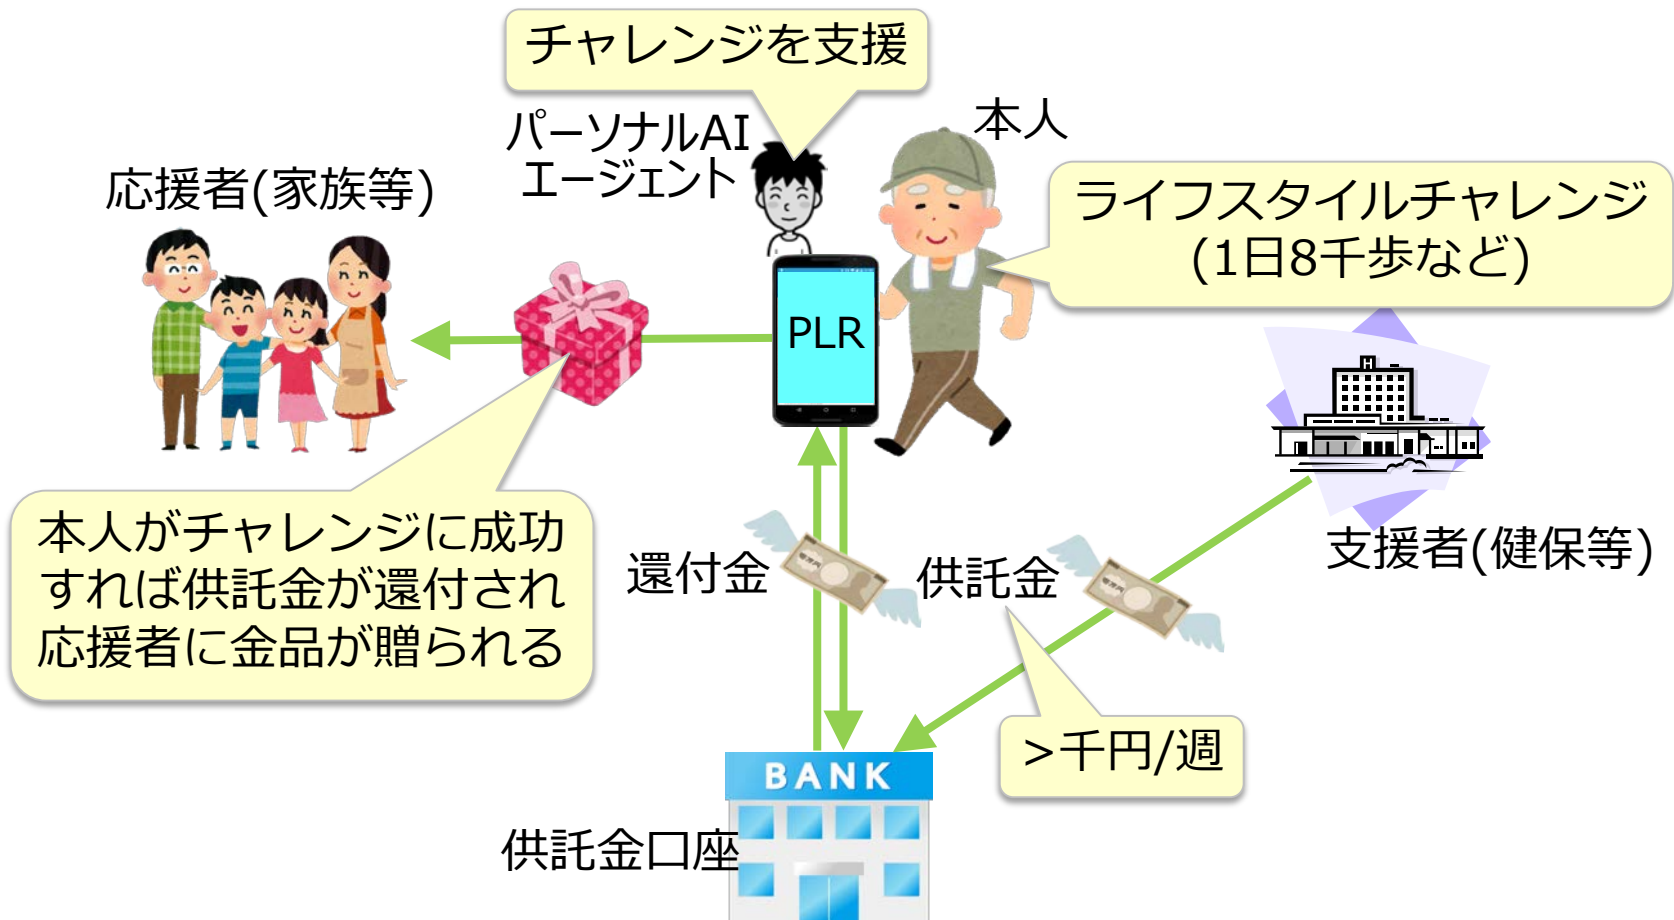 チャレンジを支援
パーソナルAI
エージェント
本人
応援者(家族等)
ライフスタイルチャレンジ
(1日8千歩など)
PLR
本人がチャレンジに成功
すれば供託金が還付され
応援者に金品が贈られる
還付金
供託金
支援者(健保等)
>千円/週
BANK
供託金口座